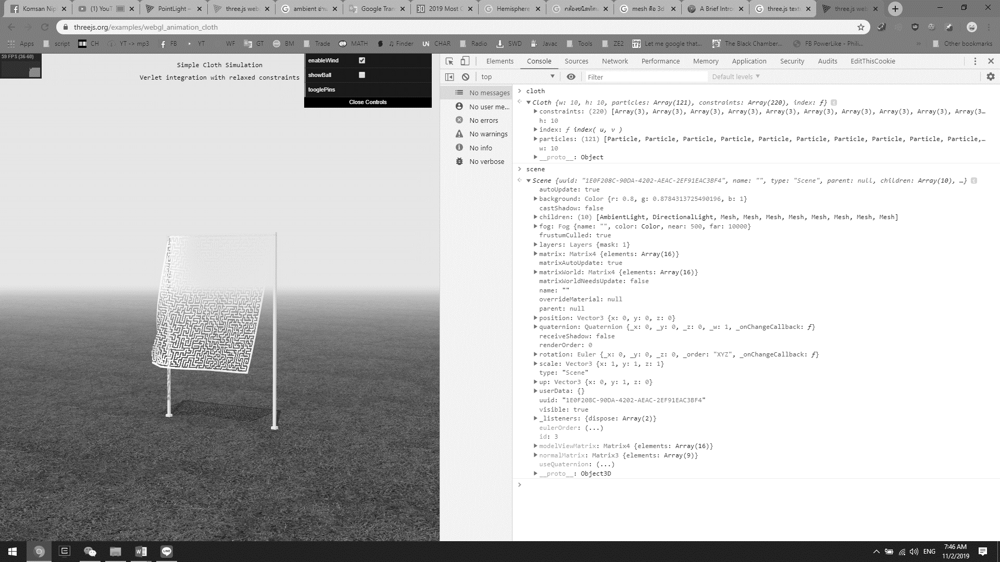 Komsan Nip
(1) YouT
PointLight –
three.js web
ambient อ่าน
Google Tran
2019 Most C
Hemisphere
กล้องชนิดทัศน
mesh คือ 3d
A Brief Intro
three.js text
three.js web
threejs.org/examples/webgl_animation_cloth
Apps
script
CH
YT -> mp3
FB
YT
WF
GT
BM
Trade
MATH
♫ Finder
CHAR
Radio
SWD
Javac
Tools
ZE2
Let me google that...
The Black Chamber...
FB PowerLike - Phili...
»
Other bookmarks
59 FPS (36-60)
Simple Cloth Simulation
Verlet integration with relaxed constraints
enableWind
showBall
tooglePins
Close Controls
Elements
Console
Sources
Network
Performance
Memory
Application
Security
Audits
EditThisCookie
top
Filter
Default levels
No messages
No user me...
No errors
No warnings
No info
No verbose
> cloth
Cloth {w: 10, h: 10, particles: Array(121), constraints: Array(220), index: ƒ}
constraints: (220) [Array(3), Array(3), Array(3), Array(3), Array(3), Array(3), Array(3), Array(3), Array(3), Array(3…
h: 10
index: ƒ index( u, v )
particles: (121) [Particle, Particle, Particle, Particle, Particle, Particle, Particle, Particle, Particle, Particle,…
w: 10
__proto__: Object
> scene
Scene {uuid: "1E0F208C-90DA-4202-AEAC-2EF91EAC3BF4", name: "", type: "Scene", parent: null, children: Array(10), …}
autoUpdate: true
background: Color {r: 0.8, g: 0.8784313725490196, b: 1}
castShadow: false
children: (10) [AmbientLight, DirectionalLight, Mesh, Mesh, Mesh, Mesh, Mesh, Mesh, Mesh, Mesh]
fog: Fog {name: "", color: Color, near: 500, far: 10000}
frustumCulled: true
layers: Layers {mask: 1}
matrix: Matrix4 {elements: Array(16)}
matrixAutoUpdate: true
matrixWorld: Matrix4 {elements: Array(16)}
matrixWorldNeedsUpdate: false
name: ""
overrideMaterial: null
parent: null
position: Vector3 {x: 0, y: 0, z: 0}
quaternion: Quaternion {_x: 0, _y: 0, _z: 0, _w: 1, _onChangeCallback: ƒ}
receiveShadow: false
renderOrder: 0
rotation: Euler {_x: 0, _y: 0, _z: 0, _order: "XYZ", _onChangeCallback: ƒ}
scale: Vector3 {x: 1, y: 1, z: 1}
type: "Scene"
up: Vector3 {x: 0, y: 1, z: 0}
userData: {}
uuid: "1E0F208C-90DA-4202-AEAC-2EF91EAC3BF4"
visible: true
_listeners: {dispose: Array(2)}
eulerOrder: (...)
id: 3
modelViewMatrix: Matrix4 {elements: Array(16)}
normalMatrix: Matrix3 {elements: Array(9)}
useQuaternion: (...)
__proto__: Object3D
>
ENG
7:46 AM
11/2/2019